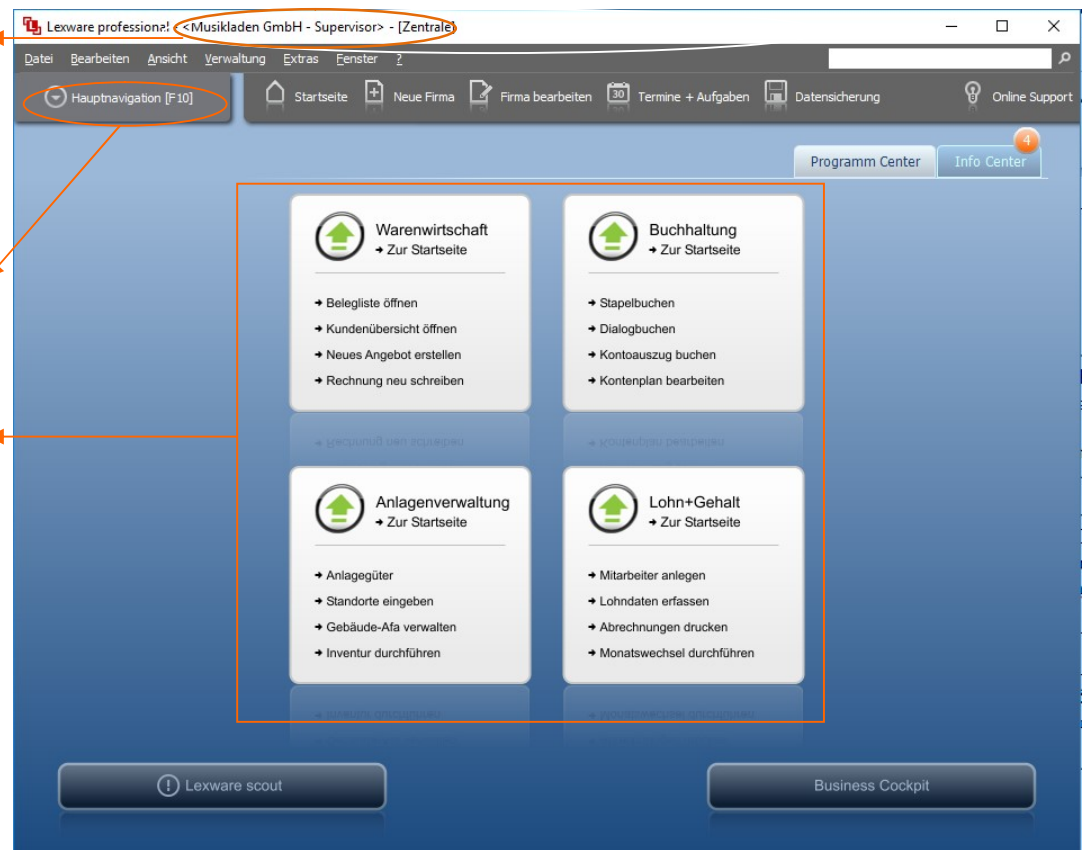 Lexware professional - <Musikladen GmbH - Supervisor> - [Zentrale]
Datei Bearbeiten Ansicht Verwaltung Extras Fenster ?
Hauptnavigation [F10]
Startseite Neue Firma Firma bearbeiten 30 Termine + Aufgaben Datensicherung Online Support
Programm Center Info Center 4
Warenwirtschaft
Zur Startseite
Belegliste öffnen
Kundenübersicht öffnen
Neues Angebot erstellen
Rechnung neu schreiben
Buchhaltung
Zur Startseite
Stapelbuchen
Dialogbuchen
Kontoauszug buchen
Kontenplan bearbeiten
Anlagenverwaltung
Zur Startseite
Anlagegüter
Standorte eingeben
Gebäude-Afa verwalten
Inventur durchführen
Lohn+Gehalt
Zur Startseite
Mitarbeiter anlegen
Lohndaten erfassen
Abrechnungen drucken
Monatswechsel durchführen
Lexware scout
Business Cockpit